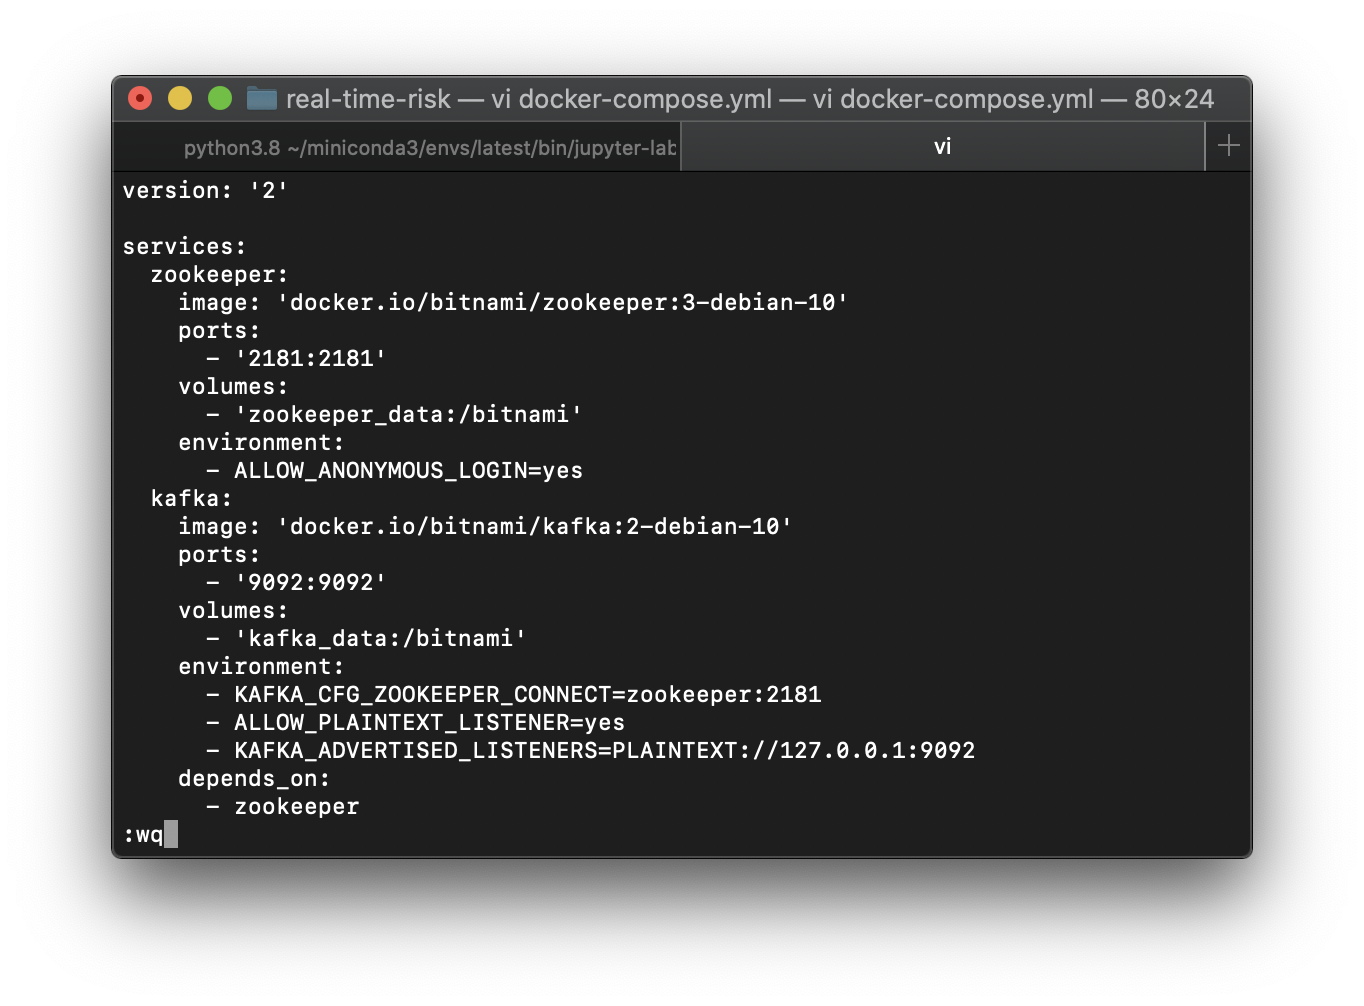 real-time-risk — vi docker-compose.yml — vi docker-compose.yml — 80×24
python3.8 ~/miniconda3/envs/latest/bin/jupyter-lab
vi
version: '2'
services:
  zookeeper:
    image: 'docker.io/bitnami/zookeeper:3-debian-10'
    ports:
      - '2181:2181'
    volumes:
      - 'zookeeper_data:/bitnami'
    environment:
      - ALLOW_ANONYMOUS_LOGIN=yes
  kafka:
    image: 'docker.io/bitnami/kafka:2-debian-10'
    ports:
      - '9092:9092'
    volumes:
      - 'kafka_data:/bitnami'
    environment:
      - KAFKA_CFG_ZOOKEEPER_CONNECT=zookeeper:2181
      - ALLOW_PLAINTEXT_LISTENER=yes
      - KAFKA_ADVERTISED_LISTENERS=PLAINTEXT://127.0.0.1:9092
    depends_on:
      - zookeeper
:wq